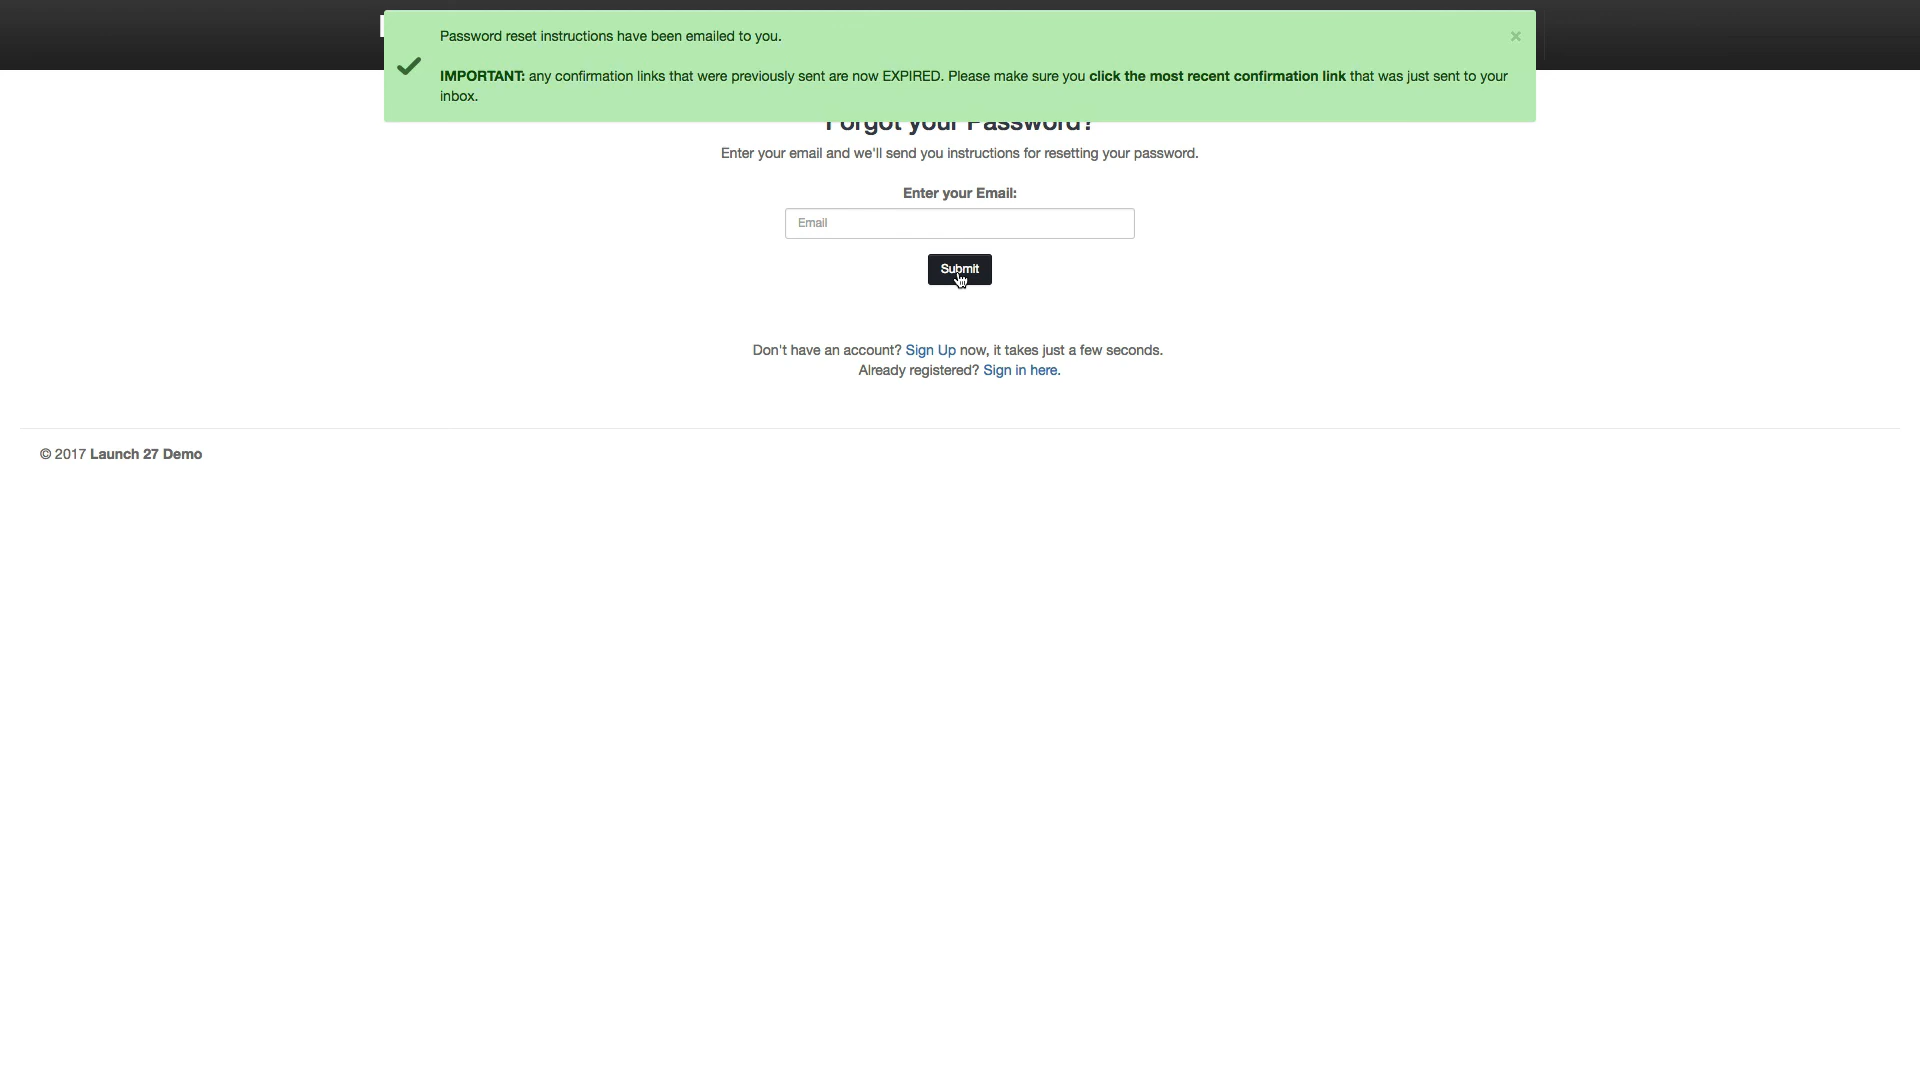 Password reset instructions have been emailed to you.
×
IMPORTANT: any confirmation links that were previously sent are now EXPIRED. Please make sure you click the most recent confirmation link that was just sent to your
inbox.
Forgot your Password?
Enter your email and we'll send you instructions for resetting your password.
Enter your Email:
Email
Submit
Don't have an account? Sign Up now, it takes just a few seconds.
Already registered? Sign in here.
© 2017 Launch 27 Demo